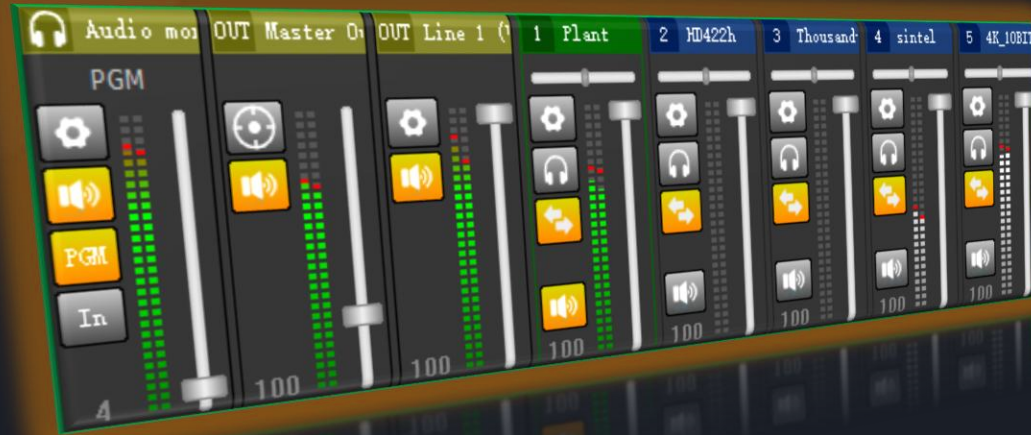 Audio mo
OUT Master O
OUT Line 1 (
1 Plant
2 HD422h
3 Thousand
4 sintel
5 4K_10BIT
PGM
PGM
In
4
100
100
100
100
100
100
100